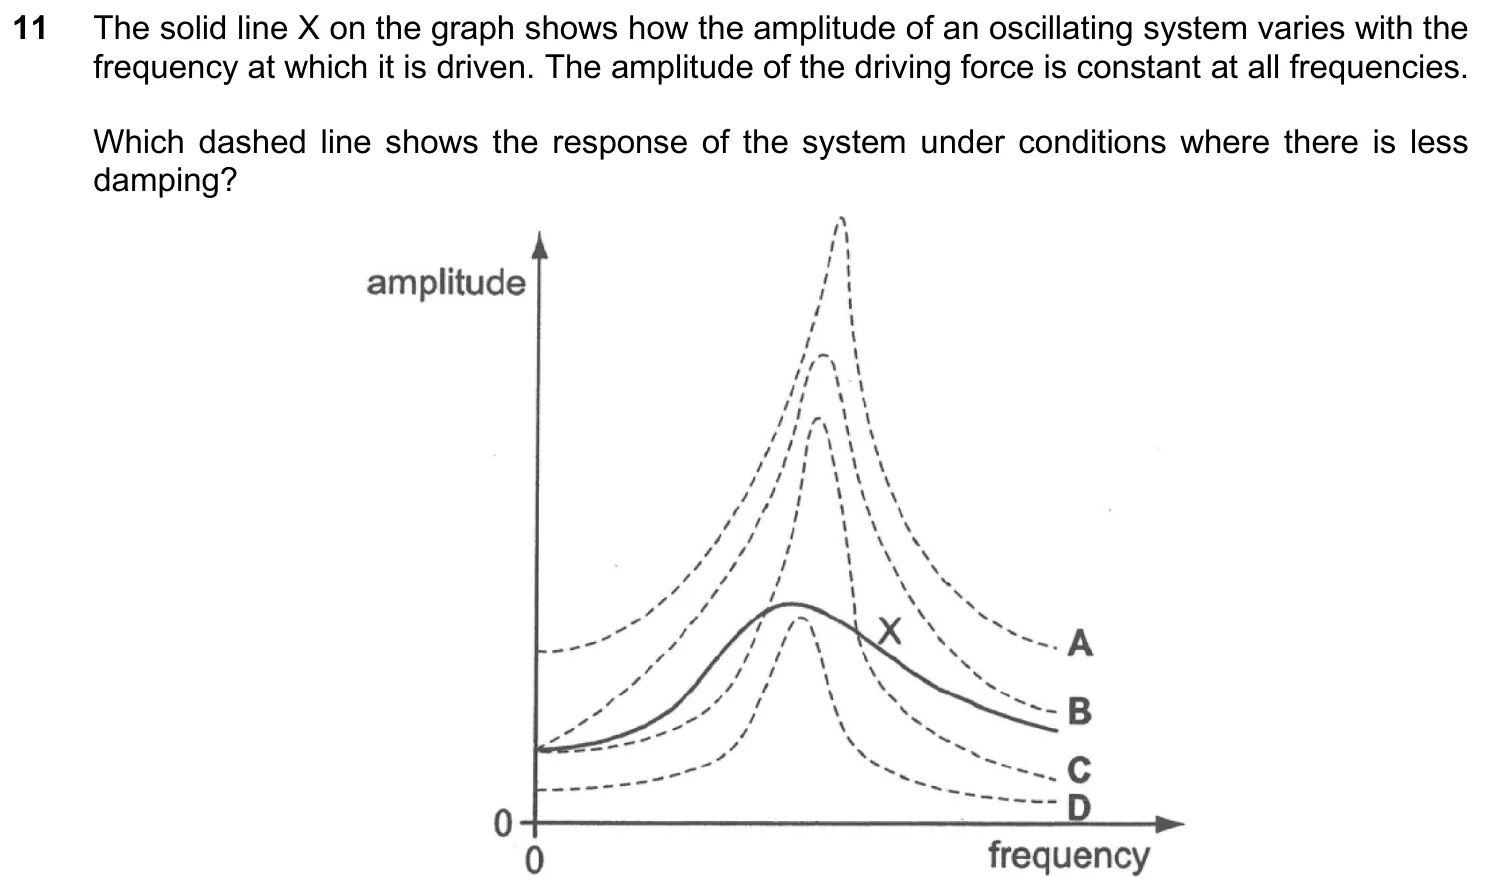 11 The solid line X on the graph shows how the amplitude of an oscillating system varies with the
frequency at which it is driven. The amplitude of the driving force is constant at all frequencies.
Which dashed line shows the response of the system under conditions where there is less
damping?
amplitude
X
A
B
C
D
0
0
frequency